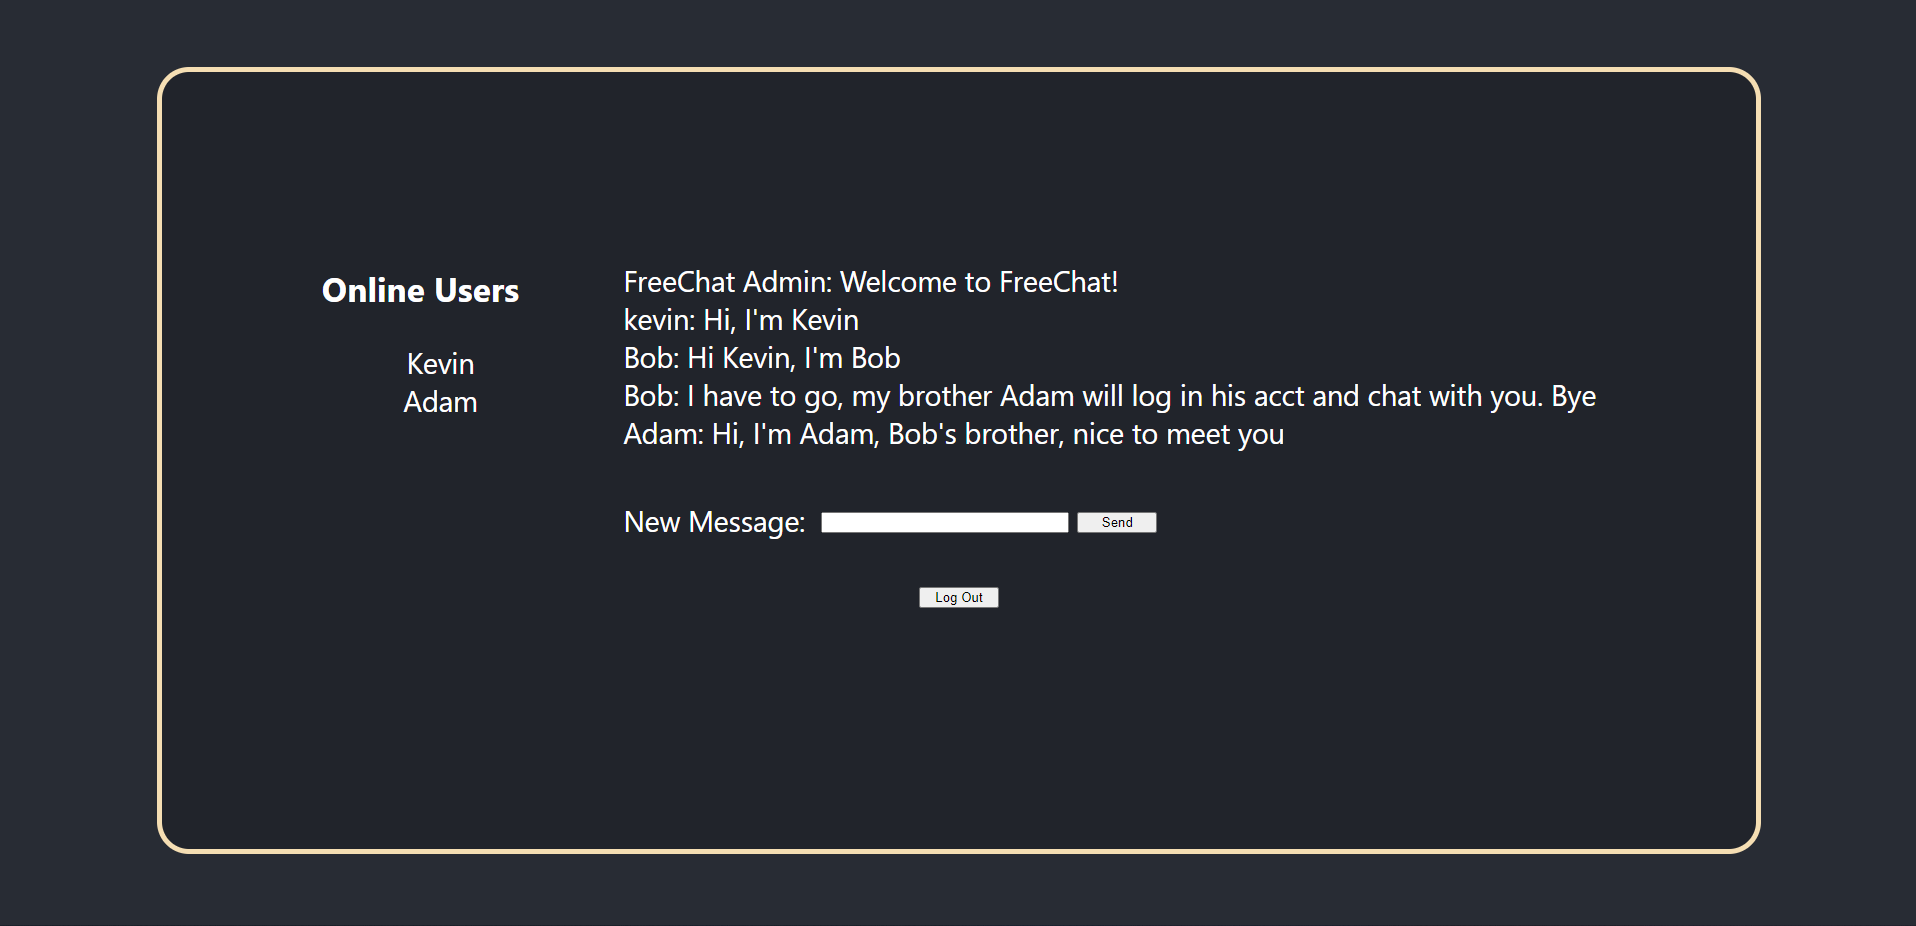 Online Users
Kevin
Adam
FreeChat Admin: Welcome to FreeChat!
kevin: Hi, I'm Kevin
Bob: Hi Kevin, I'm Bob
Bob: I have to go, my brother Adam will log in his acct and chat with you. Bye
Adam: Hi, I'm Adam, Bob's brother, nice to meet you
New Message: Send
Log Out